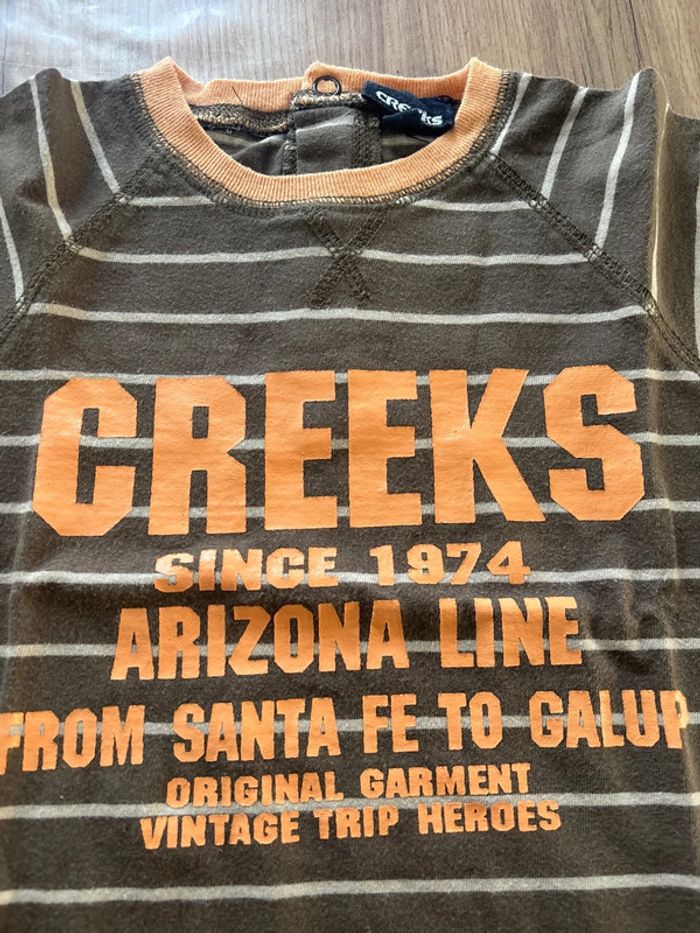 CREEKS
CREEKS
SINCE 1974
ARIZONA LINE
FROM SANTA FE TO GALUP
ORIGINAL GARMENT
VINTAGE TRIP HEROES